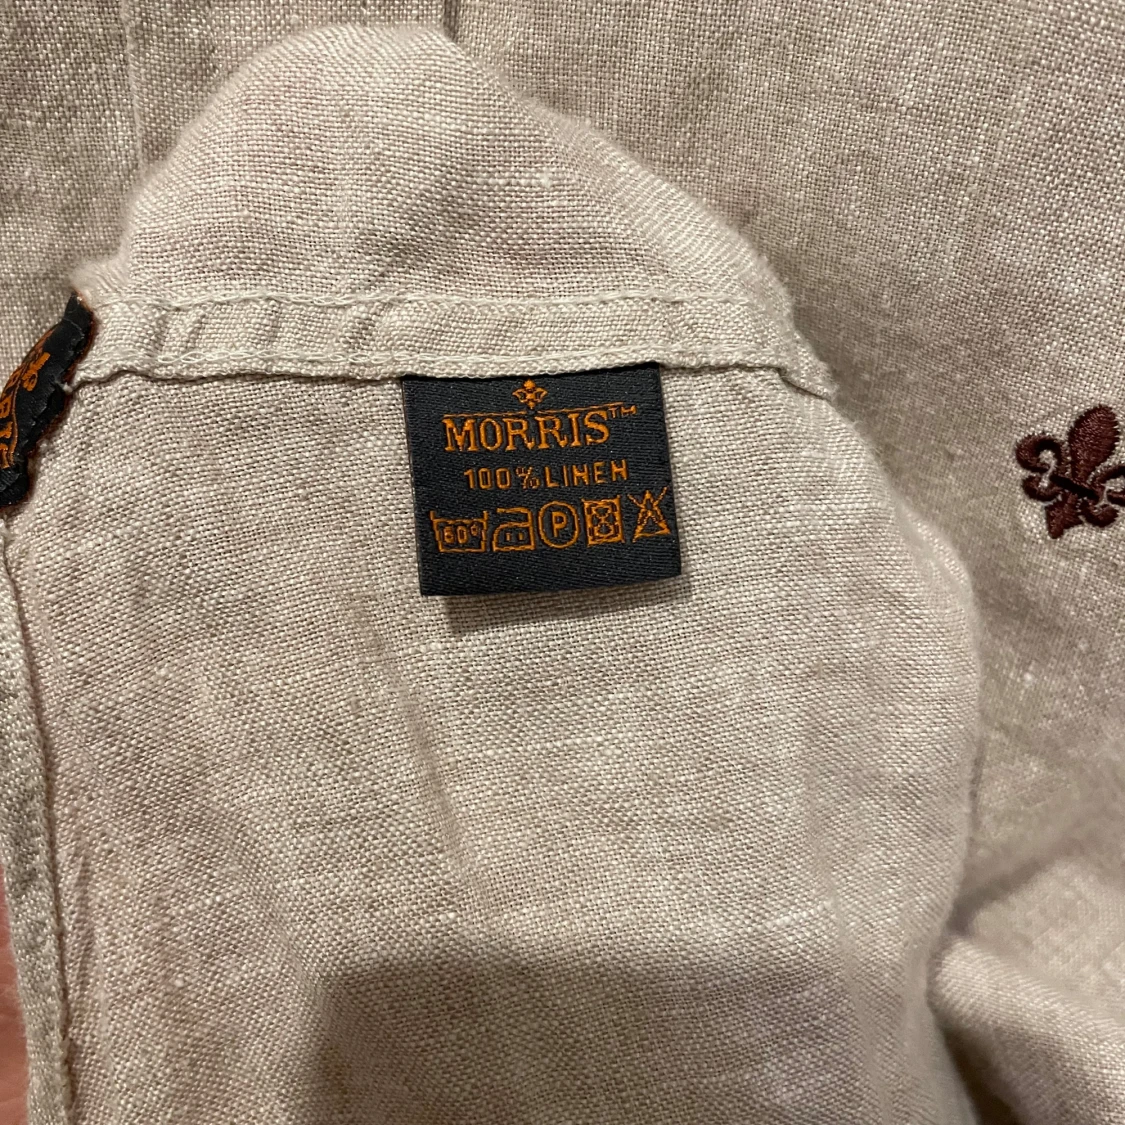 MORRIS™
100% LINEN
60° P